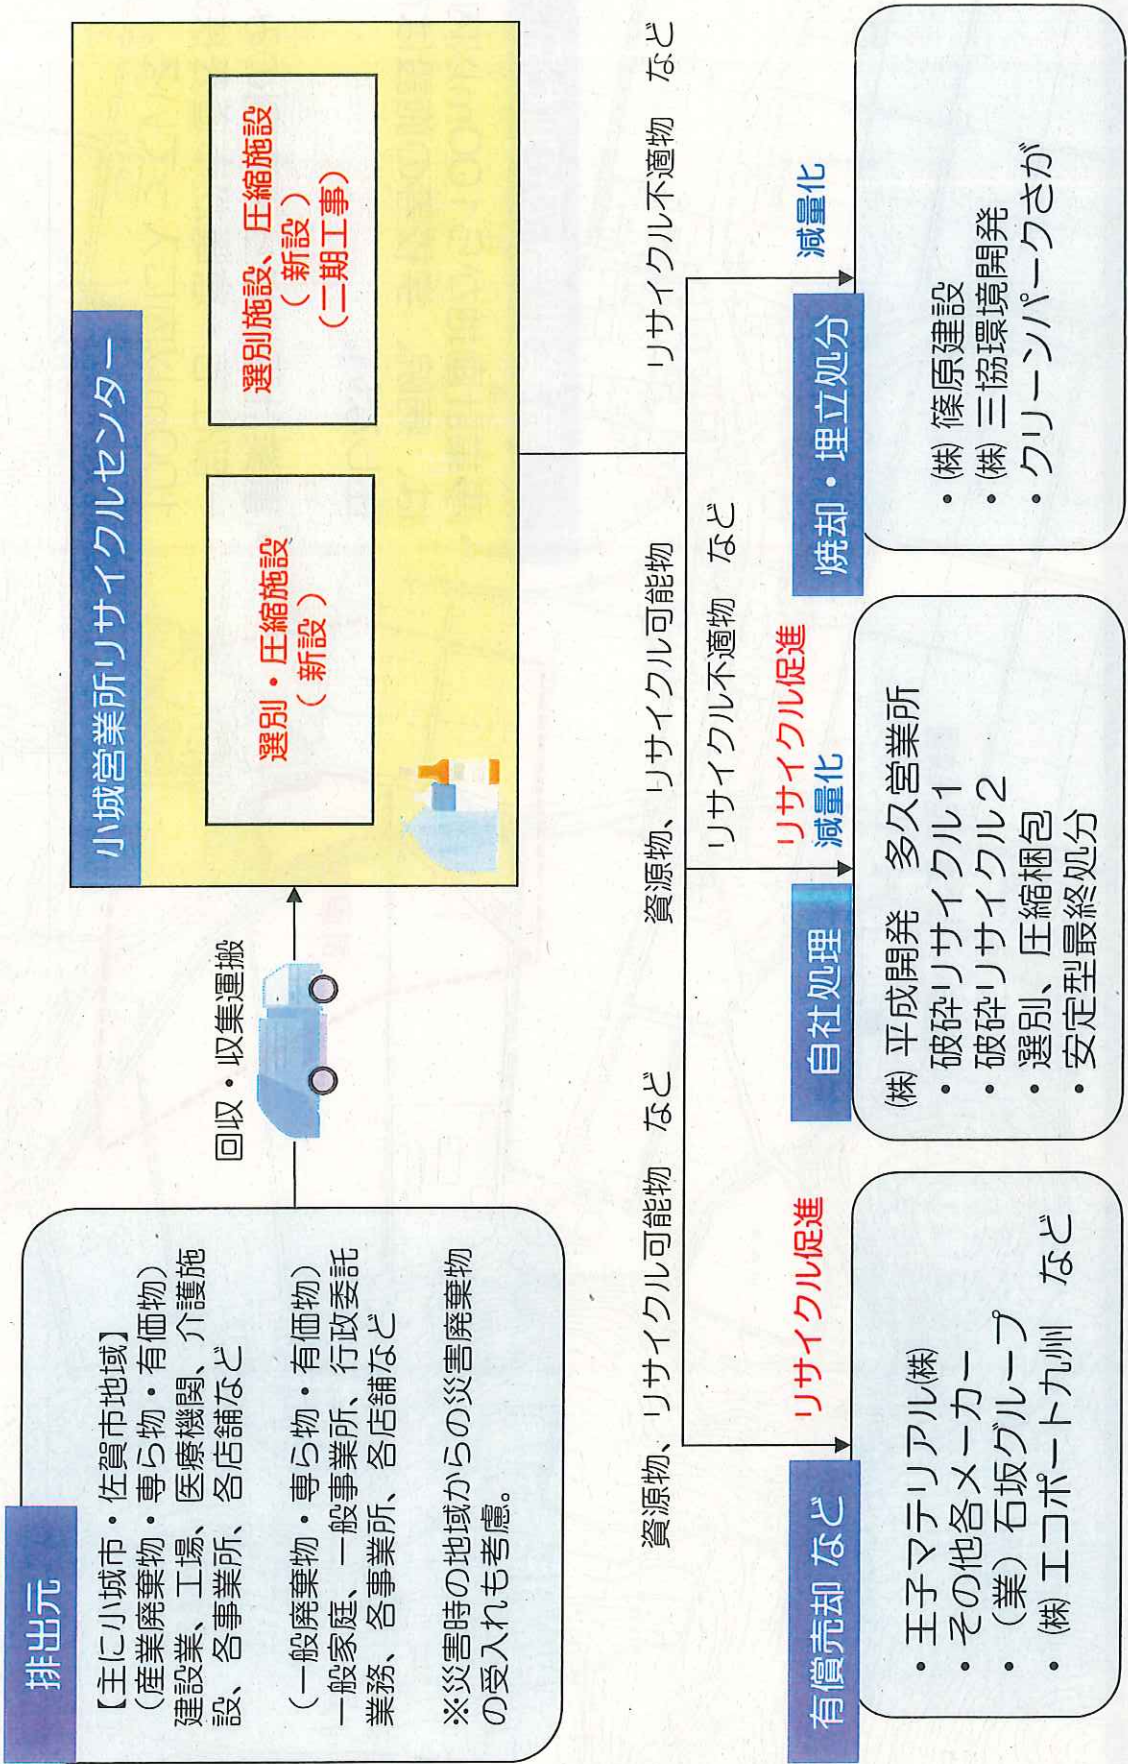 排出元
【主に小城市・佐賀市地域】
(産業廃棄物・専ら物・有価物)
建設業、工場、医療機関、介護施
設、各事業所、各店舗など
(一般廃棄物・専ら物・有価物)
一般家庭、一般事業所、行政委託
業務、各事業所、各店舗など
※災害時の地域からの災害廃棄物
の受入れも考慮。
回収・収集運搬
小城営業所リサイクルセンター
選別・圧縮施設
(新設)
選別施設、圧縮施設
(新設)
(二期工事)
資源物、リサイクル可能物 など
リサイクル促進
有償売却 など
・王子マテリアル(株)
・その他各メーカー
・(業)石坂グループ
・(株)エコポート九州 など
資源物、リサイクル可能物
リサイクル不適物 など
リサイクル促進
減量化
自社処理
(株)平成開発 多久営業所
・破砕リサイクル1
・破砕リサイクル2
・選別、圧縮梱包
・安定型最終処分
リサイクル不適物 など
減量化
焼却・埋立処分
・(株)篠原建設
・(株)三協環境開発
・クリーンパークさが